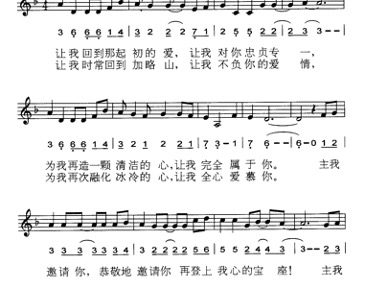 3 6 6 6 1 4 3 2 2 2 1 2 5 5 2 2 2 3 - -
让我回到那起 初的 爱, 让我 对你 忠贞专 一,
让我时常回到 加略 山, 让我 不负 你的爱 情,
3 6 6 6 1 4 3 2 1 2 2 1 7 3 - 1 7 6 - - 6 - 0 1 2
为我再造一颗 清洁的 心,让我 完全 属于 你。 主我
为我再次融化 冰冷的 心,让我 全心 爱慕 你。
3 3 3 3 3 4 3 2 2 2 5 5 5 2 2 4 4 3 3 - - 2 3
邀请 你, 恭敬地 邀请你 再登上 我心的 宝 座! 主我